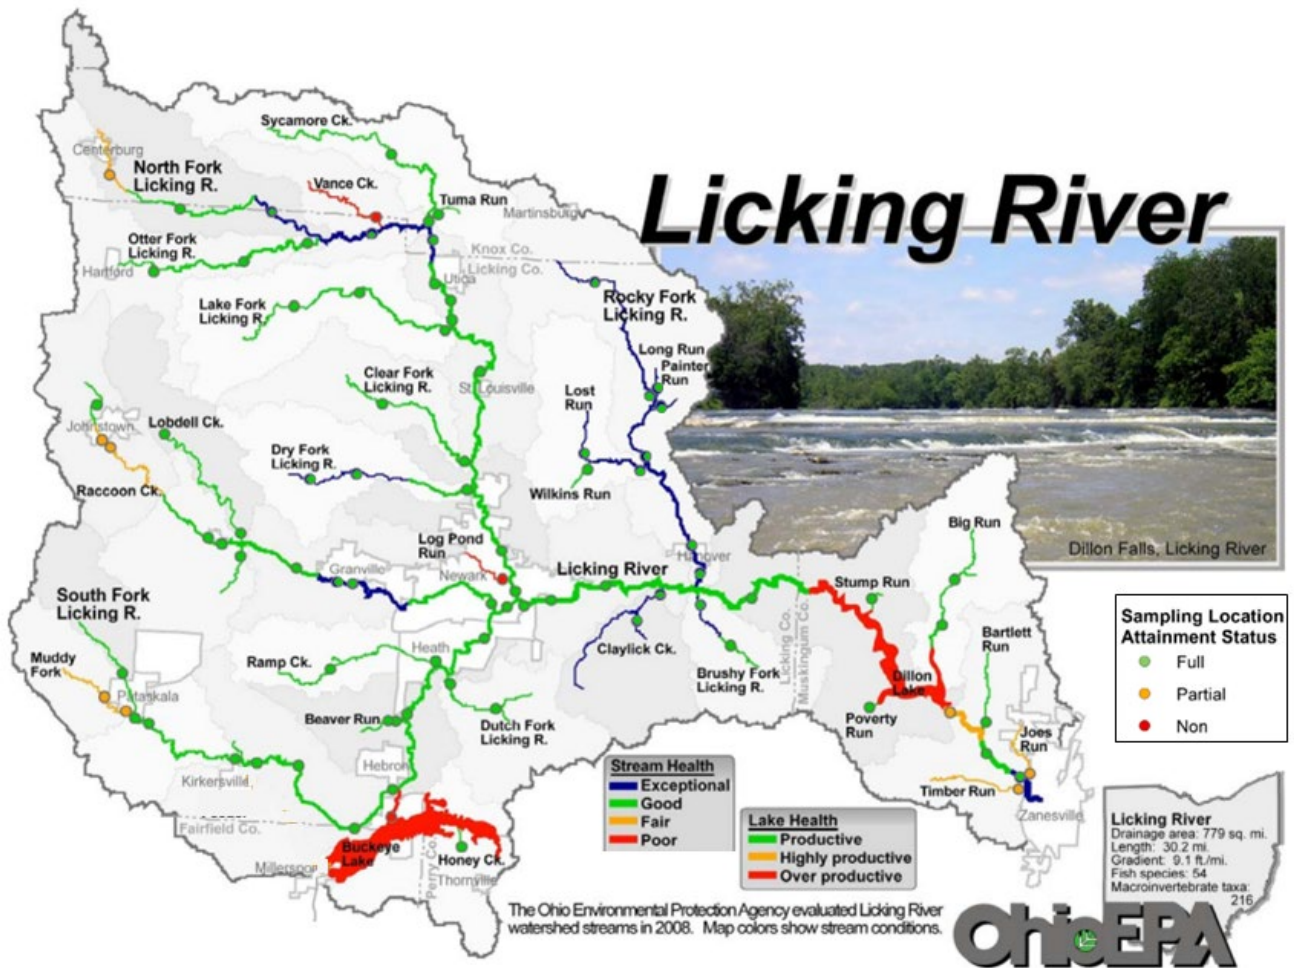 Licking River
Sycamore Ck.
Centerburg
North Fork
Licking R.
Vance Ck.
Tuma Run
Martinsburg
Otter Fork
Licking R.
Hartford
Knox Co.
Licking Co.
Utica
Lake Fork
Licking R.
Rocky Fork
Licking R.
Long Run
Painter
Run
Clear Fork
Licking R.
St. Louisville
Lost
Run
Johnstown
Lobdell Ck.
Dry Fork
Licking R.
Raccoon Ck.
Wilkins Run
Big Run
Log Pond
Run
Hanover
Dillon Falls, Licking River
Granville
Newark
Licking River
Stump Run
South Fork
Licking R.
Sampling Location
Attainment Status
Full
Partial
Non
Bartlett
Run
Muddy
Fork
Ramp Ck.
Heath
Claylick Ck.
Licking Co.
Muskingum Co.
Brushy Fork
Licking R.
Dillon
Lake
Pataskala
Beaver Run
Dutch Fork
Licking R.
Poverty
Run
Joes
Run
Hebron
Kirkersville
Timber Run
Zanesville
Stream Health
Exceptional
Good
Fair
Poor
Lake Health
Productive
Highly productive
Over productive
Licking River
Drainage area: 779 sq. mi.
Length: 30.2 mi.
Gradient: 9.1 ft./mi.
Fish species: 54
Macroinvertebrate taxa:
216
Fairfield Co.
Buckeye
Lake
Perry Co.
Honey Ck.
Millersport
Thornville
The Ohio Environmental Protection Agency evaluated Licking River
watershed streams in 2008. Map colors show stream conditions.
OhioEPA